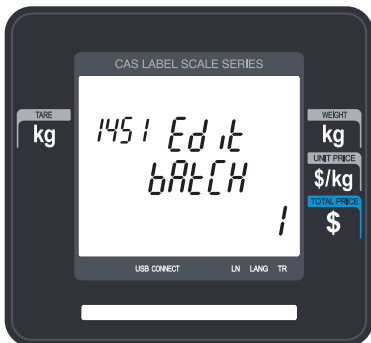 CAS LABEL SCALE SERIES
TARE
kg
1451 Edit
bAtCH
1
WEIGHT
kg
UNIT PRICE
$/kg
TOTAL PRICE
$
USB CONNECT LN LANG TR